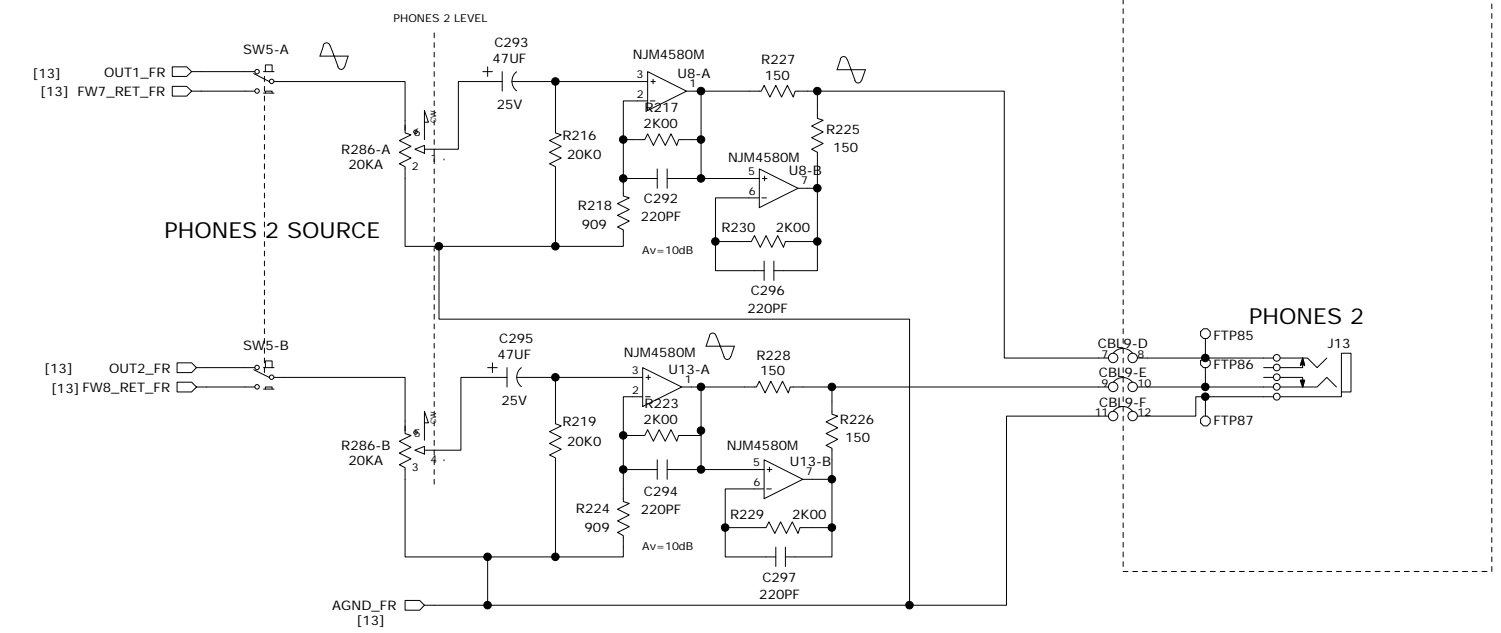 PHONES 2 LEVEL
SW5-A
[13] OUT1_FR
[13] FW7_RET_FR
C293
47UF
+
25V
NJM4580M
U8-A
3
+
2
–
1
R227
150
R217
2K00
R225
150
R216
20K0
R286-A
20KA
2
NJM4580M
U8-B
5
+
6
–
7
C292
220PF
R218
909
Av=10dB
R230 2K00
C296
220PF
PHONES 2 SOURCE
SW5-B
[13] OUT2_FR
[13] FW8_RET_FR
C295
47UF
+
25V
NJM4580M
U13-A
3
+
2
–
1
R228
150
R223
2K00
R226
150
R219
20K0
R286-B
20KA
3
4
NJM4580M
U13-B
5
+
6
–
7
C294
220PF
R224
909
Av=10dB
R229 2K00
C297
220PF
AGND_FR
[13]
PHONES 2
CBL9-D
7 8
CBL9-E
9 10
CBL9-F
11 12
FTP85
FTP86
FTP87
J13